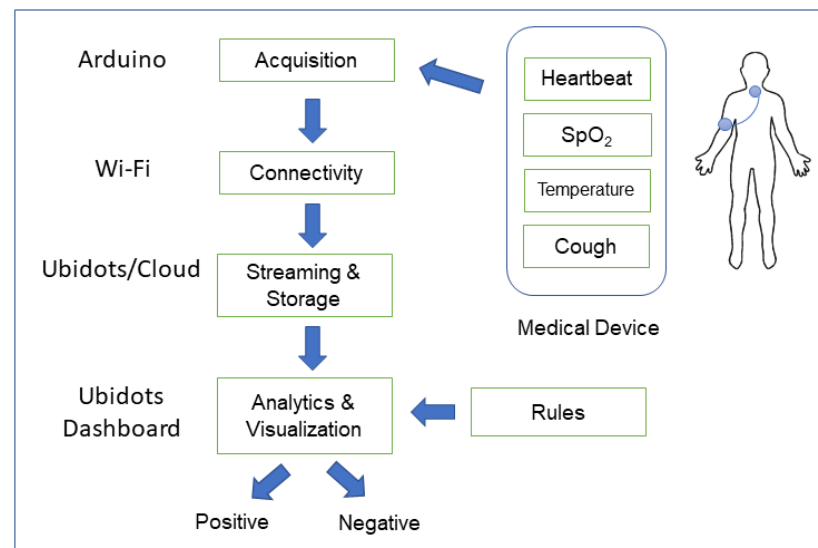 Arduino
Acquisition
Heartbeat
SpO₂
Wi-Fi
Connectivity
Temperature
Cough
Ubidots/Cloud
Streaming &
Storage
Medical Device
Ubidots
Dashboard
Analytics &
Visualization
Rules
Positive
Negative